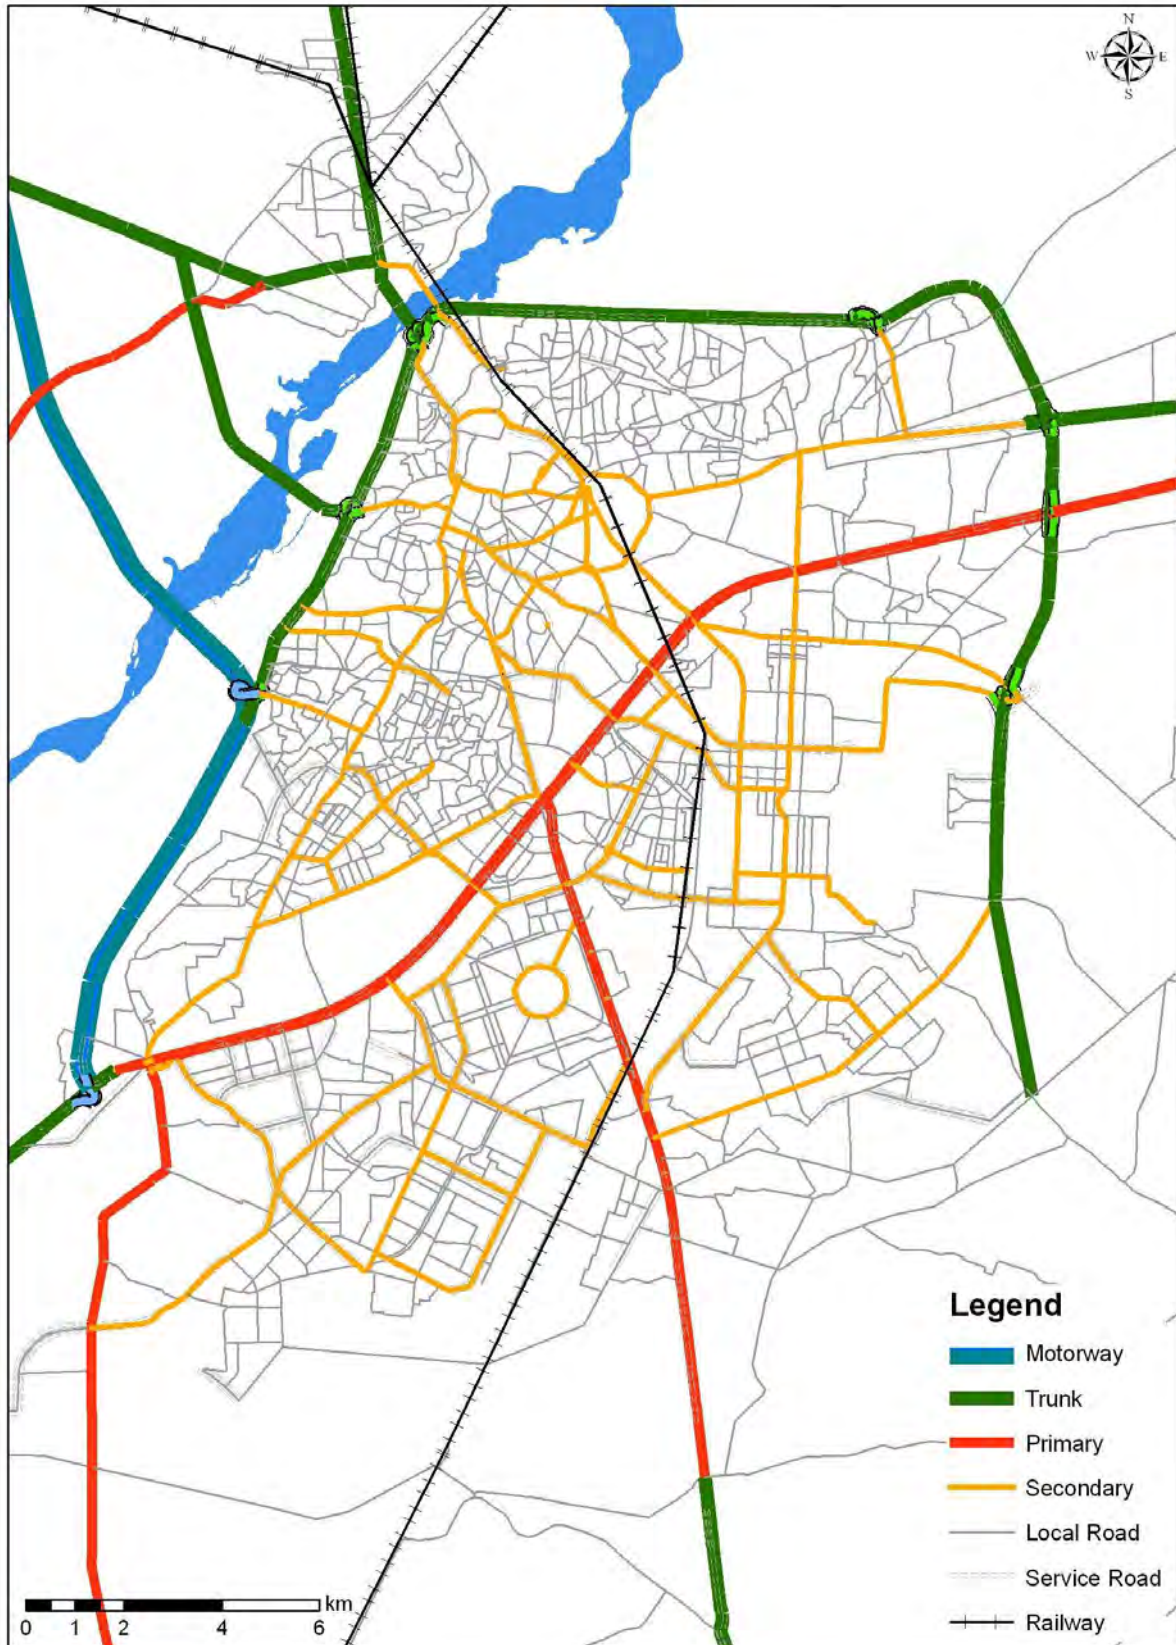 N
W E
S
Legend
Motorway
Trunk
Primary
Secondary
Local Road
Service Road
Railway
km
0 1 2 4 6